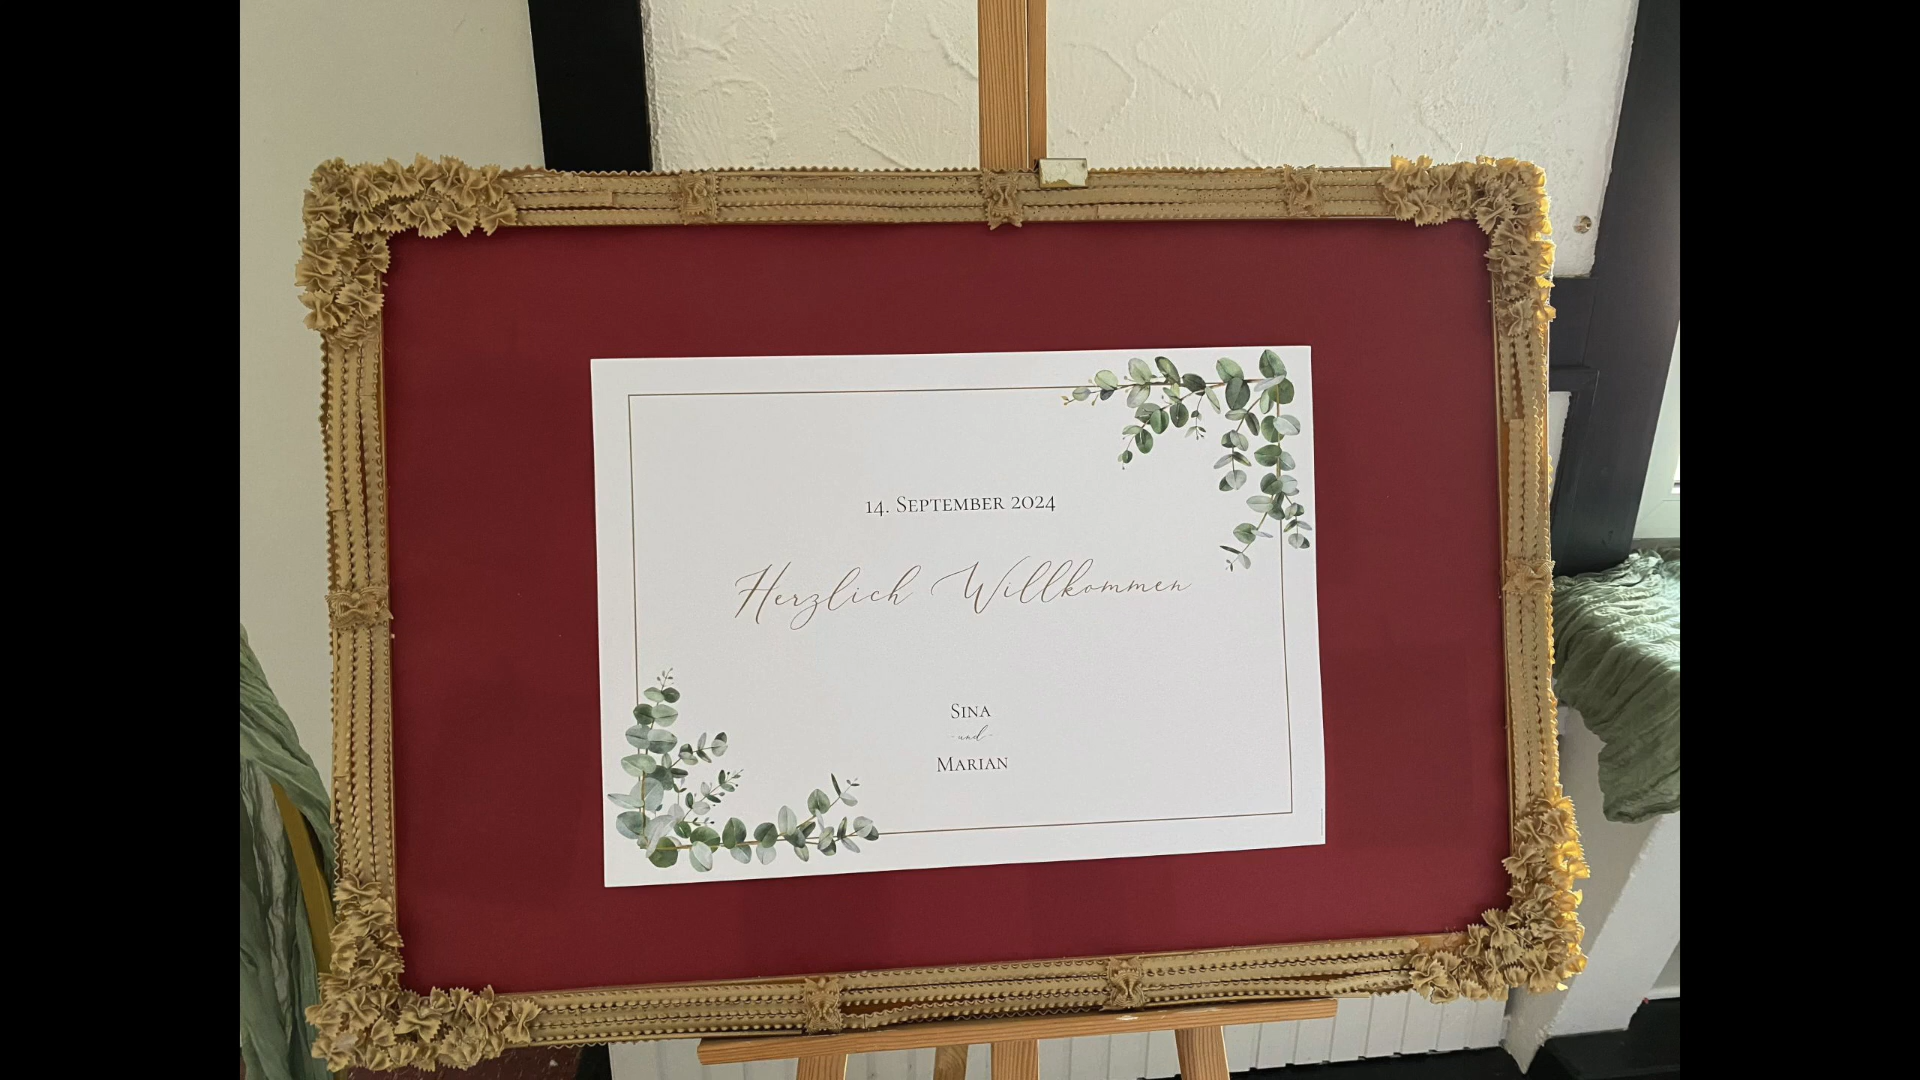 14. September 2024
Herzlich Willkommen
Sina
- und -
Marian